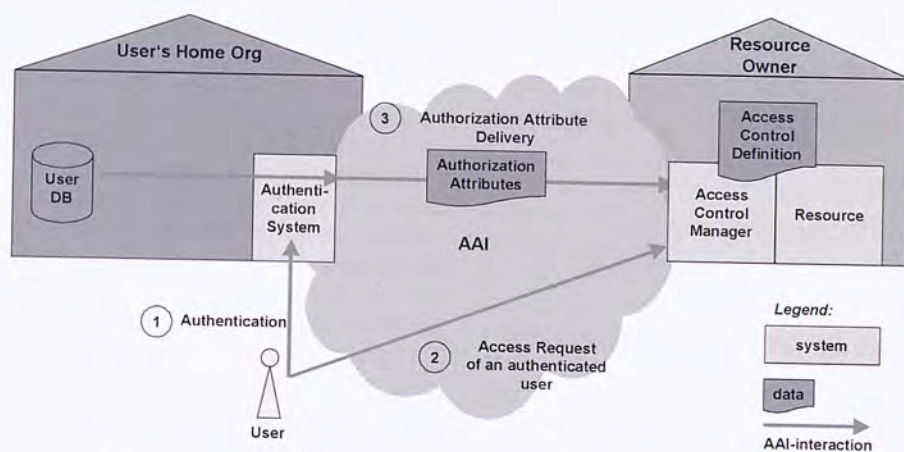 User's Home Org
Resource
Owner
3
Authorization Attribute
Delivery
Access
Control
Definition
User
DB
Authenti-
cation
System
Authorization
Attributes
Access
Control
Manager
Resource
AAI
1
Authentication
2
Access Request
of an authenticated
user
User
Legend:
system
data
AAI-interaction